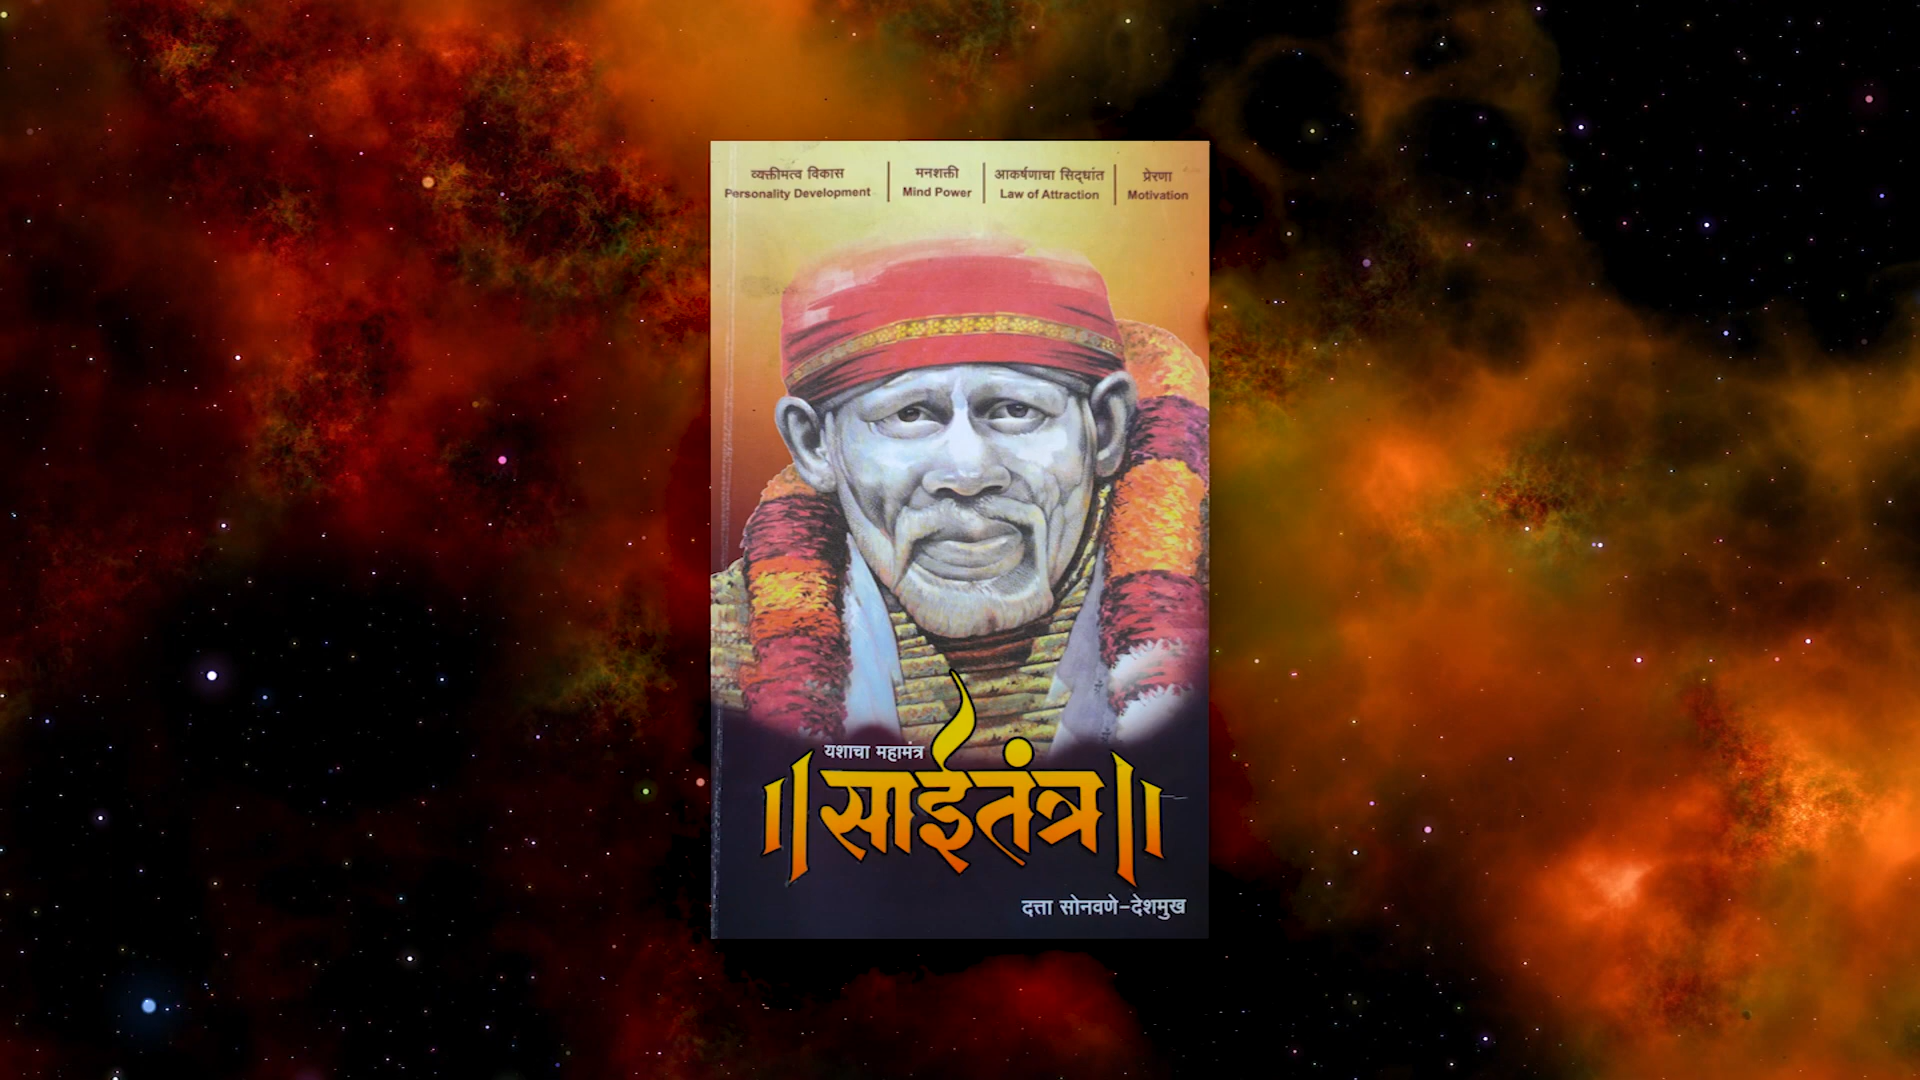 व्यक्तीमत्व विकास | मनशक्ती | आकर्षणाचा सिद्धांत | प्रेरणा
Personality Development | Mind Power | Law of Attraction | Motivation
यशाचा महामंत्र
॥साईतंत्र॥
दत्ता सोनवणे-देशमुख